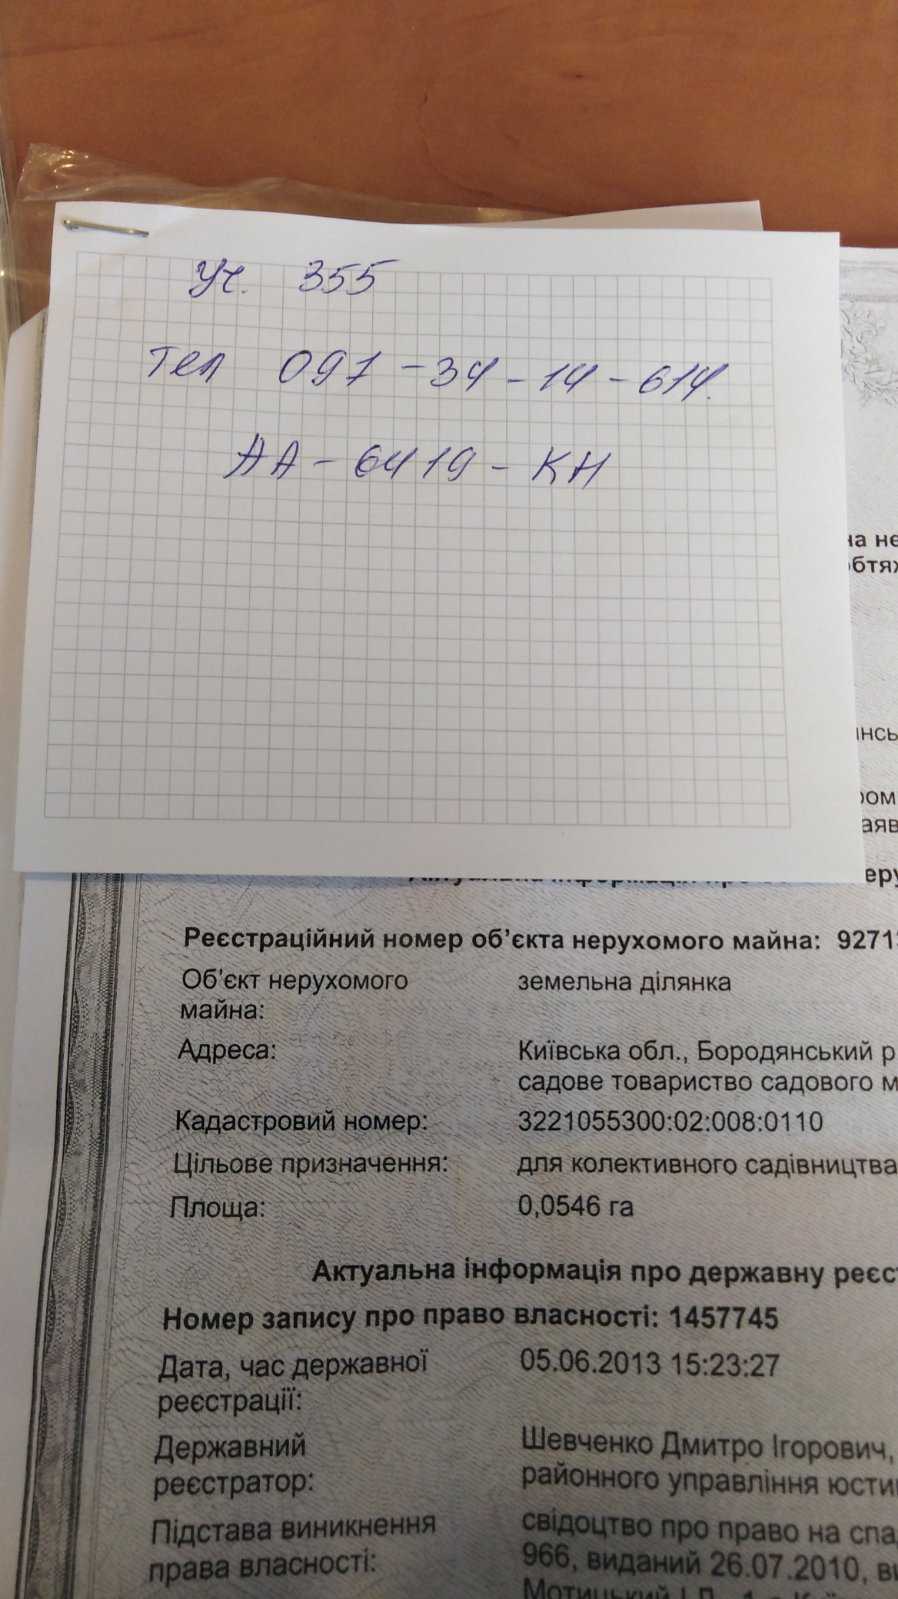 Уч. 355
Тел 097-34-14-614.
АА-6419-КН
на не
обтяж
інсь
ром
аяв
Реєстраційний номер об'єкта нерухомого майна: 9271
Об'єкт нерухомого
майна:
земельна ділянка
Адреса:
Київська обл., Бородянський р
садове товариство садового м
Кадастровий номер: 3221055300:02:008:0110
Цільове призначення: для колективного садівництва
Площа: 0,0546 га
Актуальна інформація про державну реєс
Номер запису про право власності: 1457745
Дата, час державної
реєстрації:
05.06.2013 15:23:27
Державний
реєстратор:
Шевченко Дмитро Ігорович,
районного управління юсти
Підстава виникнення
права власності:
свідоцтво про право на спа
966, виданий 26.07.2010, ви